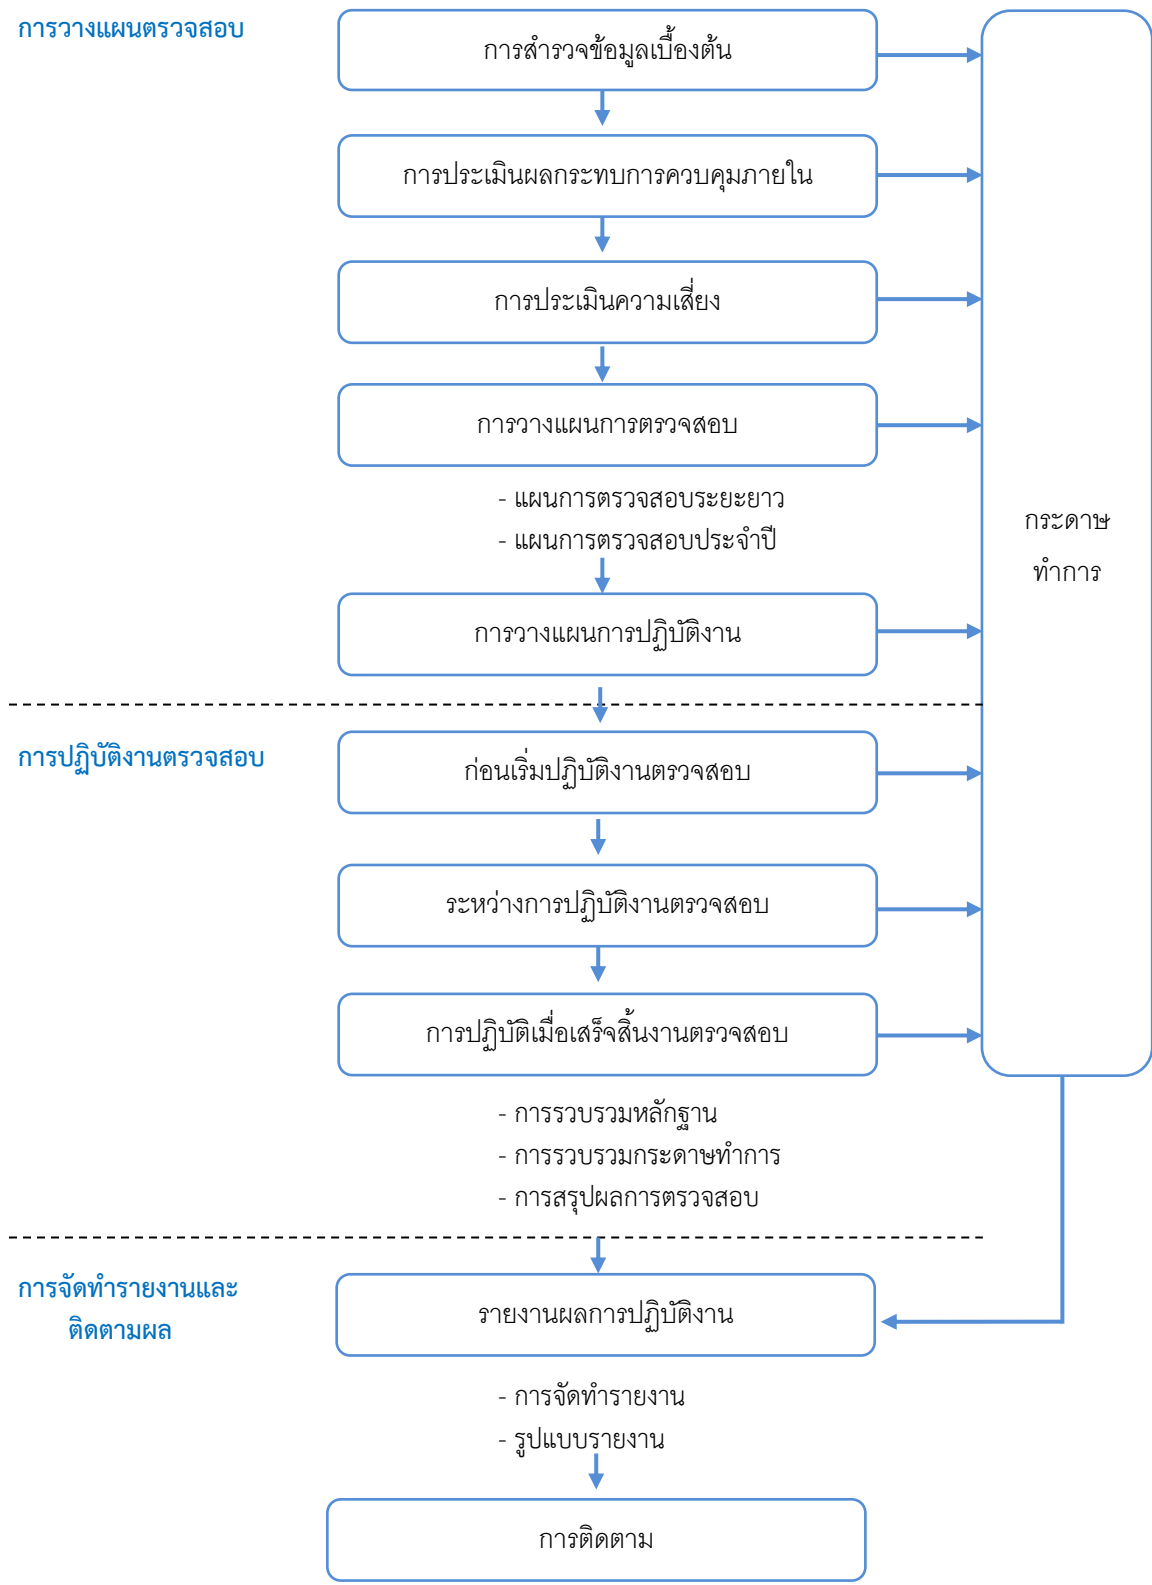 การวางแผนตรวจสอบ
การสำรวจข้อมูลเบื้องต้น
การประเมินผลกระทบการควบคุมภายใน
การประเมินความเสี่ยง
การวางแผนการตรวจสอบ
- แผนการตรวจสอบระยะยาว
- แผนการตรวจสอบประจำปี
กระดาษ
ทำการ
การวางแผนการปฏิบัติงาน
การปฏิบัติงานตรวจสอบ
ก่อนเริ่มปฏิบัติงานตรวจสอบ
ระหว่างการปฏิบัติงานตรวจสอบ
การปฏิบัติเมื่อเสร็จสิ้นงานตรวจสอบ
- การรวบรวมหลักฐาน
- การรวบรวมกระดาษทำการ
- การสรุปผลการตรวจสอบ
การจัดทำรายงานและ
ติดตามผล
รายงานผลการปฏิบัติงาน
- การจัดทำรายงาน
- รูปแบบรายงาน
การติดตาม